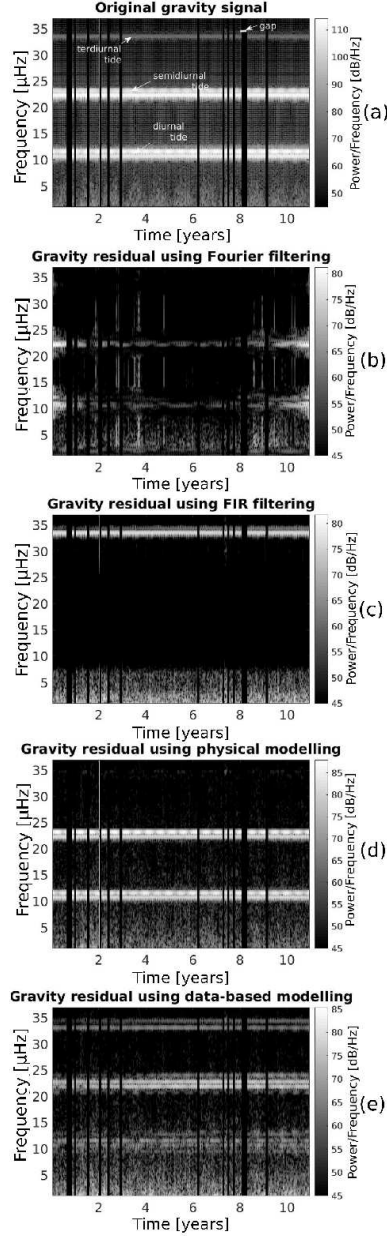 Original gravity signal
35
30
25
20
15
10
5
Frequency [μHz]
gap
terdiurnal
tide
semidiurnal
tide
diurnal
tide
2 4 6 8 10
Time [years]
110
100
90
80
70
60
50
Power/Frequency [dB/Hz]
(a)
Gravity residual using Fourier filtering
35
30
25
20
15
10
5
Frequency [μHz]
2 4 6 8 10
Time [years]
80
75
70
65
60
55
50
45
Power/Frequency [dB/Hz]
(b)
Gravity residual using FIR filtering
35
30
25
20
15
10
5
Frequency [μHz]
2 4 6 8 10
Time [years]
80
75
70
65
60
55
50
45
Power/Frequency [dB/Hz]
(c)
Gravity residual using physical modelling
35
30
25
20
15
10
5
Frequency [μHz]
2 4 6 8 10
Time [years]
85
80
75
70
65
60
55
50
45
Power/Frequency [dB/Hz]
(d)
Gravity residual using data-based modelling
35
30
25
20
15
10
5
Frequency [μHz]
2 4 6 8 10
Time [years]
85
80
75
70
65
60
55
50
45
Power/Frequency [dB/Hz]
(e)